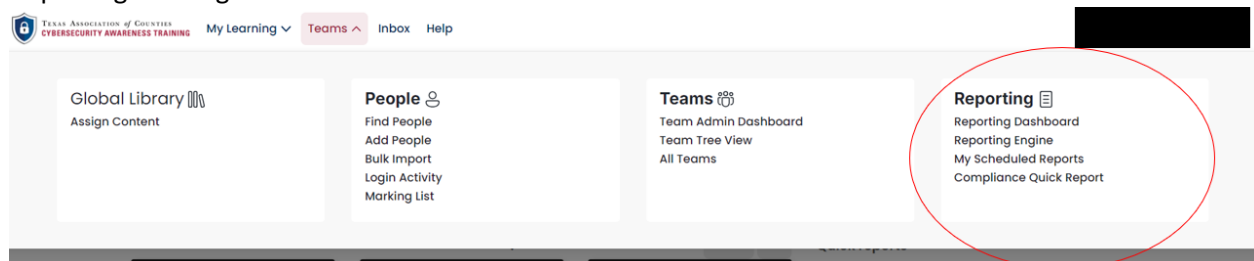 TEXAS ASSOCIATION of COUNTIES
CYBERSECURITY AWARENESS TRAINING
My Learning
Teams
Inbox
Help
Global Library
Assign Content
People
Find People
Add People
Bulk Import
Login Activity
Marking List
Teams
Team Admin Dashboard
Team Tree View
All Teams
Reporting
Reporting Dashboard
Reporting Engine
My Scheduled Reports
Compliance Quick Report